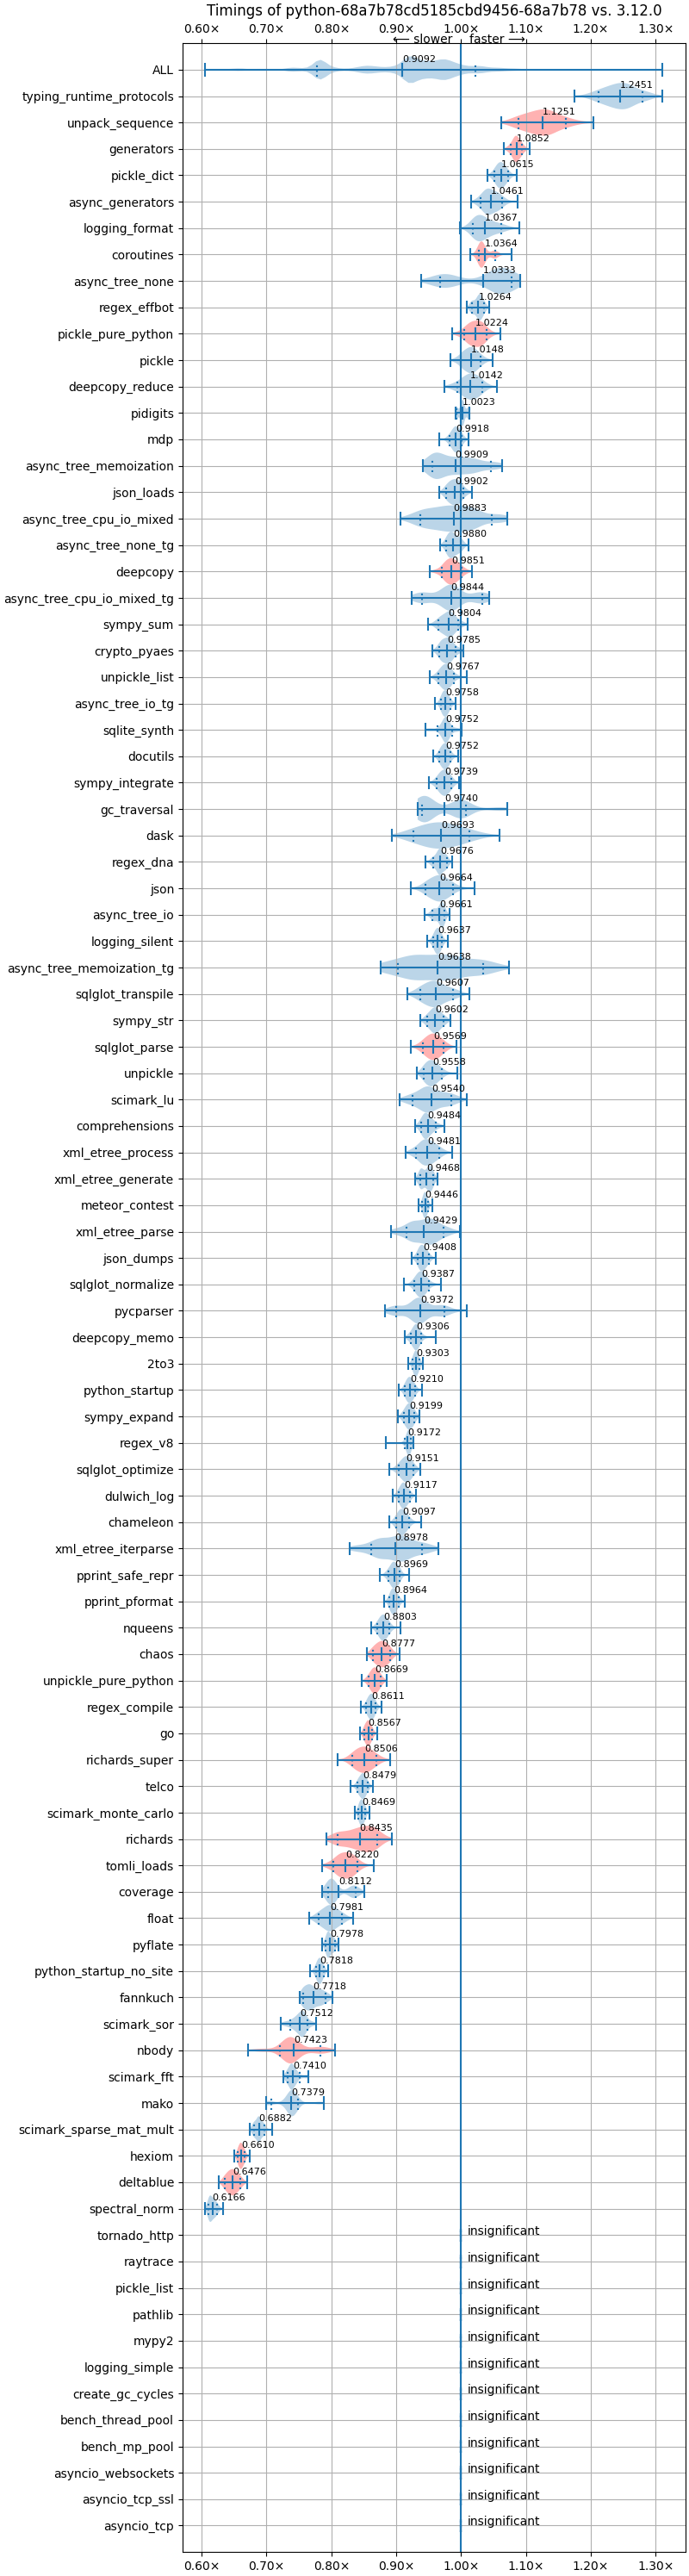 Timings of python-68a7b78cd5185cbd9456-68a7b78 vs. 3.12.0
0.60× 0.70× 0.80× 0.90× 1.00× 1.10× 1.20× 1.30×
⟵ slower faster ⟶
ALL 0.9092
typing_runtime_protocols 1.2451
unpack_sequence 1.1251
generators 1.0852
pickle_dict 1.0615
async_generators 1.0461
logging_format 1.0367
coroutines 1.0364
async_tree_none 1.0333
regex_effbot 1.0264
pickle_pure_python 1.0224
pickle 1.0148
deepcopy_reduce 1.0142
pidigits 1.0023
mdp 0.9918
async_tree_memoization 0.9909
json_loads 0.9902
async_tree_cpu_io_mixed 0.9883
async_tree_none_tg 0.9880
deepcopy 0.9851
async_tree_cpu_io_mixed_tg 0.9844
sympy_sum 0.9804
crypto_pyaes 0.9785
unpickle_list 0.9767
async_tree_io_tg 0.9758
sqlite_synth 0.9752
docutils 0.9752
sympy_integrate 0.9739
gc_traversal 0.9740
dask 0.9693
regex_dna 0.9676
json 0.9664
async_tree_io 0.9661
logging_silent 0.9637
async_tree_memoization_tg 0.9638
sqlglot_transpile 0.9607
sympy_str 0.9602
sqlglot_parse 0.9569
unpickle 0.9558
scimark_lu 0.9540
comprehensions 0.9484
xml_etree_process 0.9481
xml_etree_generate 0.9468
meteor_contest 0.9446
xml_etree_parse 0.9429
json_dumps 0.9408
sqlglot_normalize 0.9387
pycparser 0.9372
deepcopy_memo 0.9306
2to3 0.9303
python_startup 0.9210
sympy_expand 0.9199
regex_v8 0.9172
sqlglot_optimize 0.9151
dulwich_log 0.9117
chameleon 0.9097
xml_etree_iterparse 0.8978
pprint_safe_repr 0.8969
pprint_pformat 0.8964
nqueens 0.8803
chaos 0.8777
unpickle_pure_python 0.8669
regex_compile 0.8611
go 0.8567
richards_super 0.8506
telco 0.8479
scimark_monte_carlo 0.8469
richards 0.8435
tomli_loads 0.8220
coverage 0.8112
float 0.7981
pyflate 0.7978
python_startup_no_site 0.7818
fannkuch 0.7718
scimark_sor 0.7512
nbody 0.7423
scimark_fft 0.7410
mako 0.7379
scimark_sparse_mat_mult 0.6882
hexiom 0.6610
deltablue 0.6476
spectral_norm 0.6166
tornado_http insignificant
raytrace insignificant
pickle_list insignificant
pathlib insignificant
mypy2 insignificant
logging_simple insignificant
create_gc_cycles insignificant
bench_thread_pool insignificant
bench_mp_pool insignificant
asyncio_websockets insignificant
asyncio_tcp_ssl insignificant
asyncio_tcp insignificant
0.60× 0.70× 0.80× 0.90× 1.00× 1.10× 1.20× 1.30×